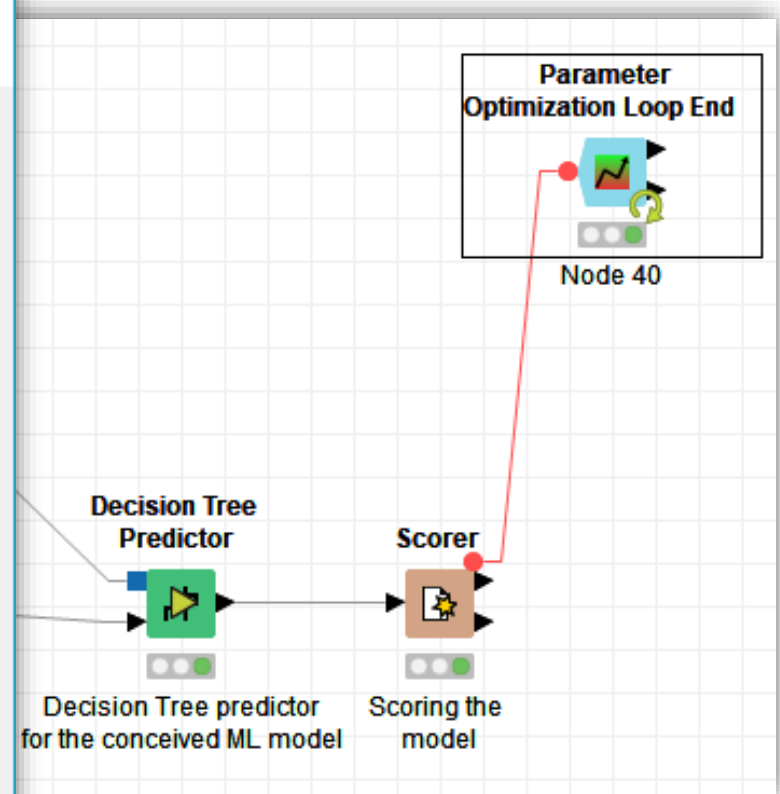 Parameter
Optimization Loop End
Node 40
Decision Tree
Predictor
Scorer
Decision Tree predictor
for the conceived ML model
Scoring the
model